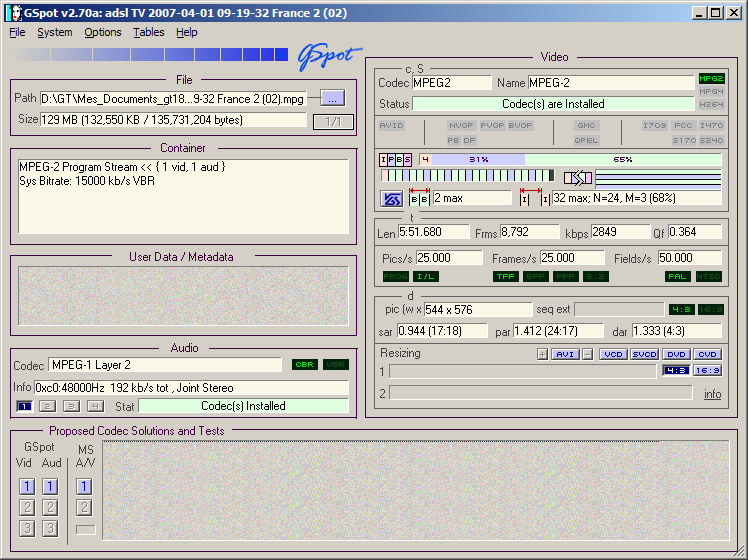 GSpot v2.70a: adsl TV 2007-04-01 09-19-32 France 2 (02)
File System Options Tables Help
GSpot
File
Path D:\GT\Mes_Documents_gt18...9-32 France 2 (02).mpg ...
Size 129 MB (132,550 KB / 135,731,204 bytes) 1/1
Container
MPEG-2 Program Stream << { 1 vid, 1 aud }
Sys Bitrate: 15000 kb/s VBR
User Data / Metadata
Audio
Codec MPEG-1 Layer 2 CBR VBR
Info 0xc0:48000Hz 192 kb/s tot , Joint Stereo
1 2 3 4 Stat Codec(s) Installed
Video
c, S
Codec MPEG2 Name MPEG-2 MPG2
MPG4
Status Codec(s) are Installed H264
AVID NVOP PVOP BVOP GMC I709 FCC I470
PB DF QPEL S170 S240
I P B S 4 31% 65%
B B 2 max I I 32 max; N=24, M=3 (68%)
t
Len 5:51.680 Frms 8,792 kbps 2849 Qf 0.364
Pics/s 25.000 Frames/s 25.000 Fields/s 50.000
PROG I/L TFF BFF PPF B:Z PAL NTSC
d
pic (w x 544 x 576 seq ext 4:3 16:9
sar 0.944 (17:18) par 1.412 (24:17) dar 1.333 (4:3)
Resizing + AVI − VCD SVCD DVD CVD
1 4:3 16:9
2 info
Proposed Codec Solutions and Tests
GSpot MS
Vid Aud A/V
1 1 1
2 2 2
3 3